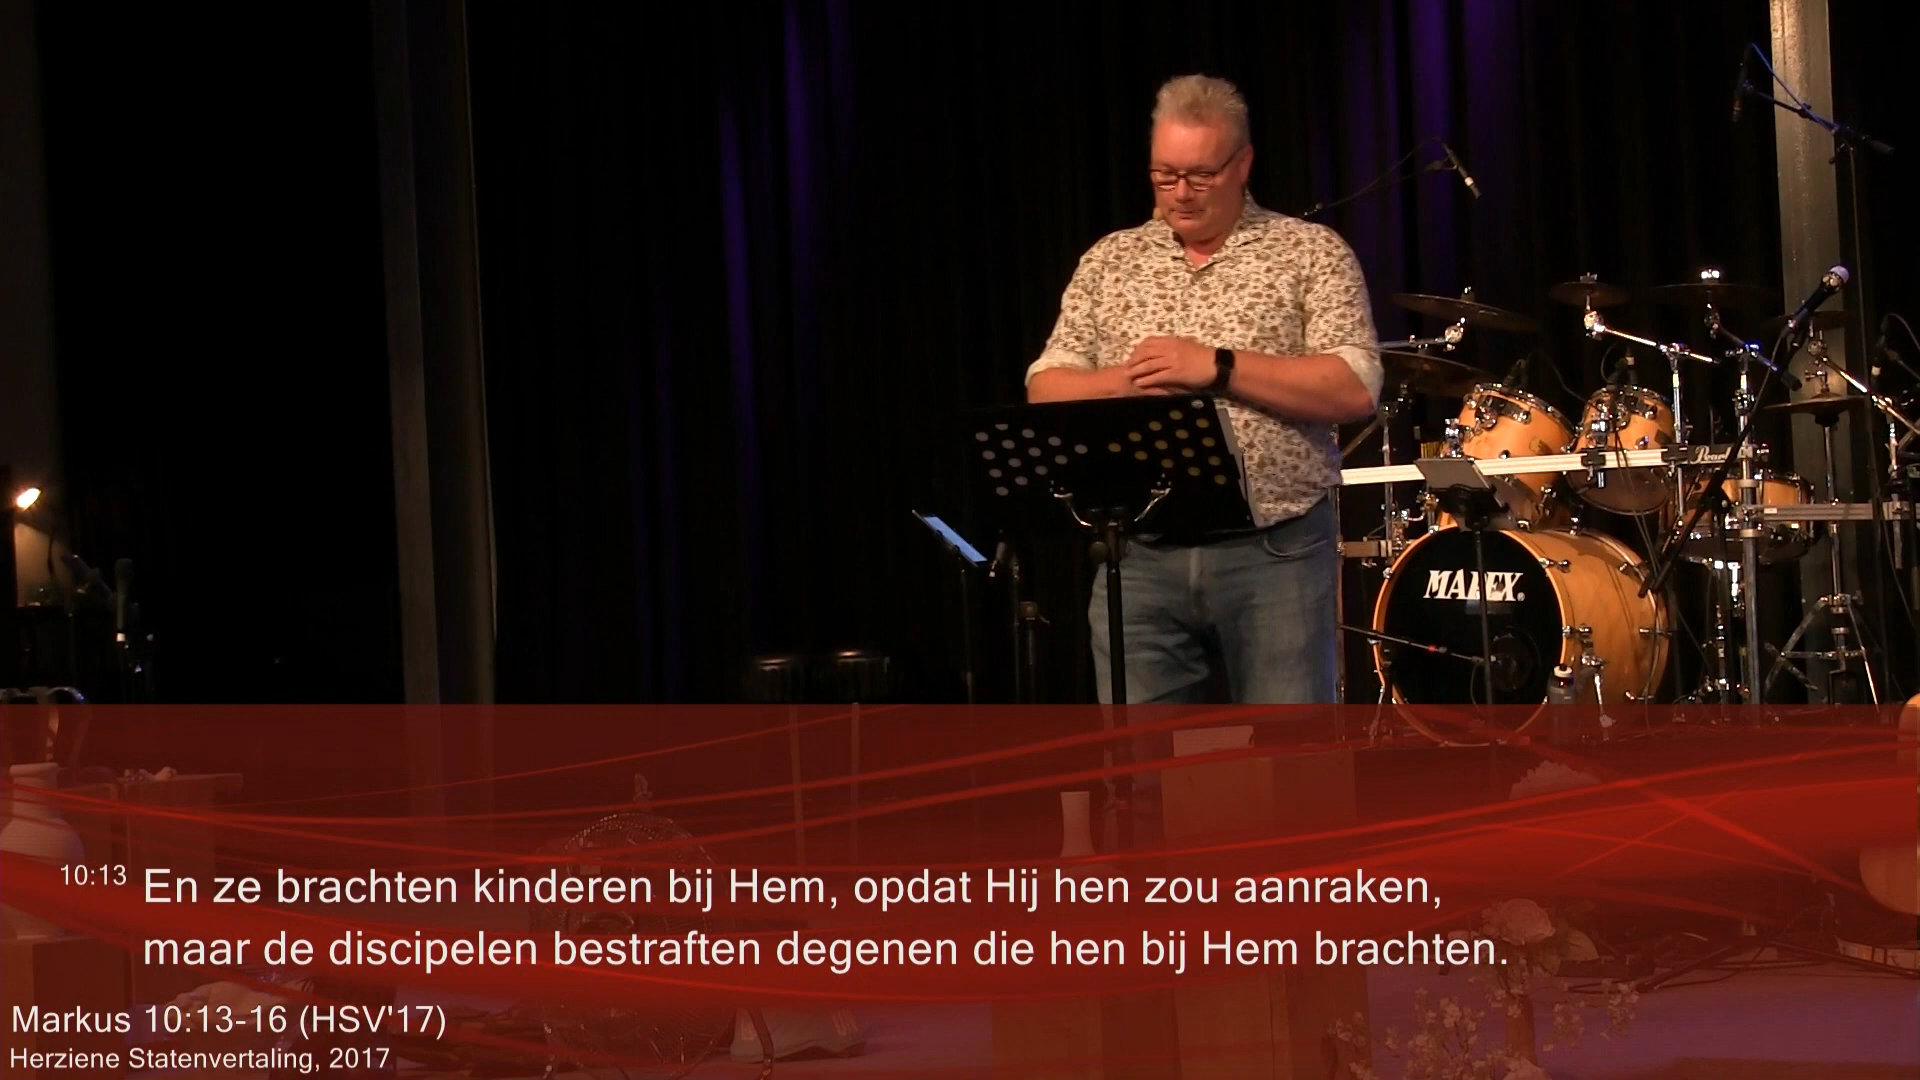 Pearl
MAPEX®
10:13 En ze brachten kinderen bij Hem, opdat Hij hen zou aanraken,
maar de discipelen bestraften degenen die hen bij Hem brachten.
Markus 10:13-16 (HSV'17)
Herziene Statenvertaling, 2017